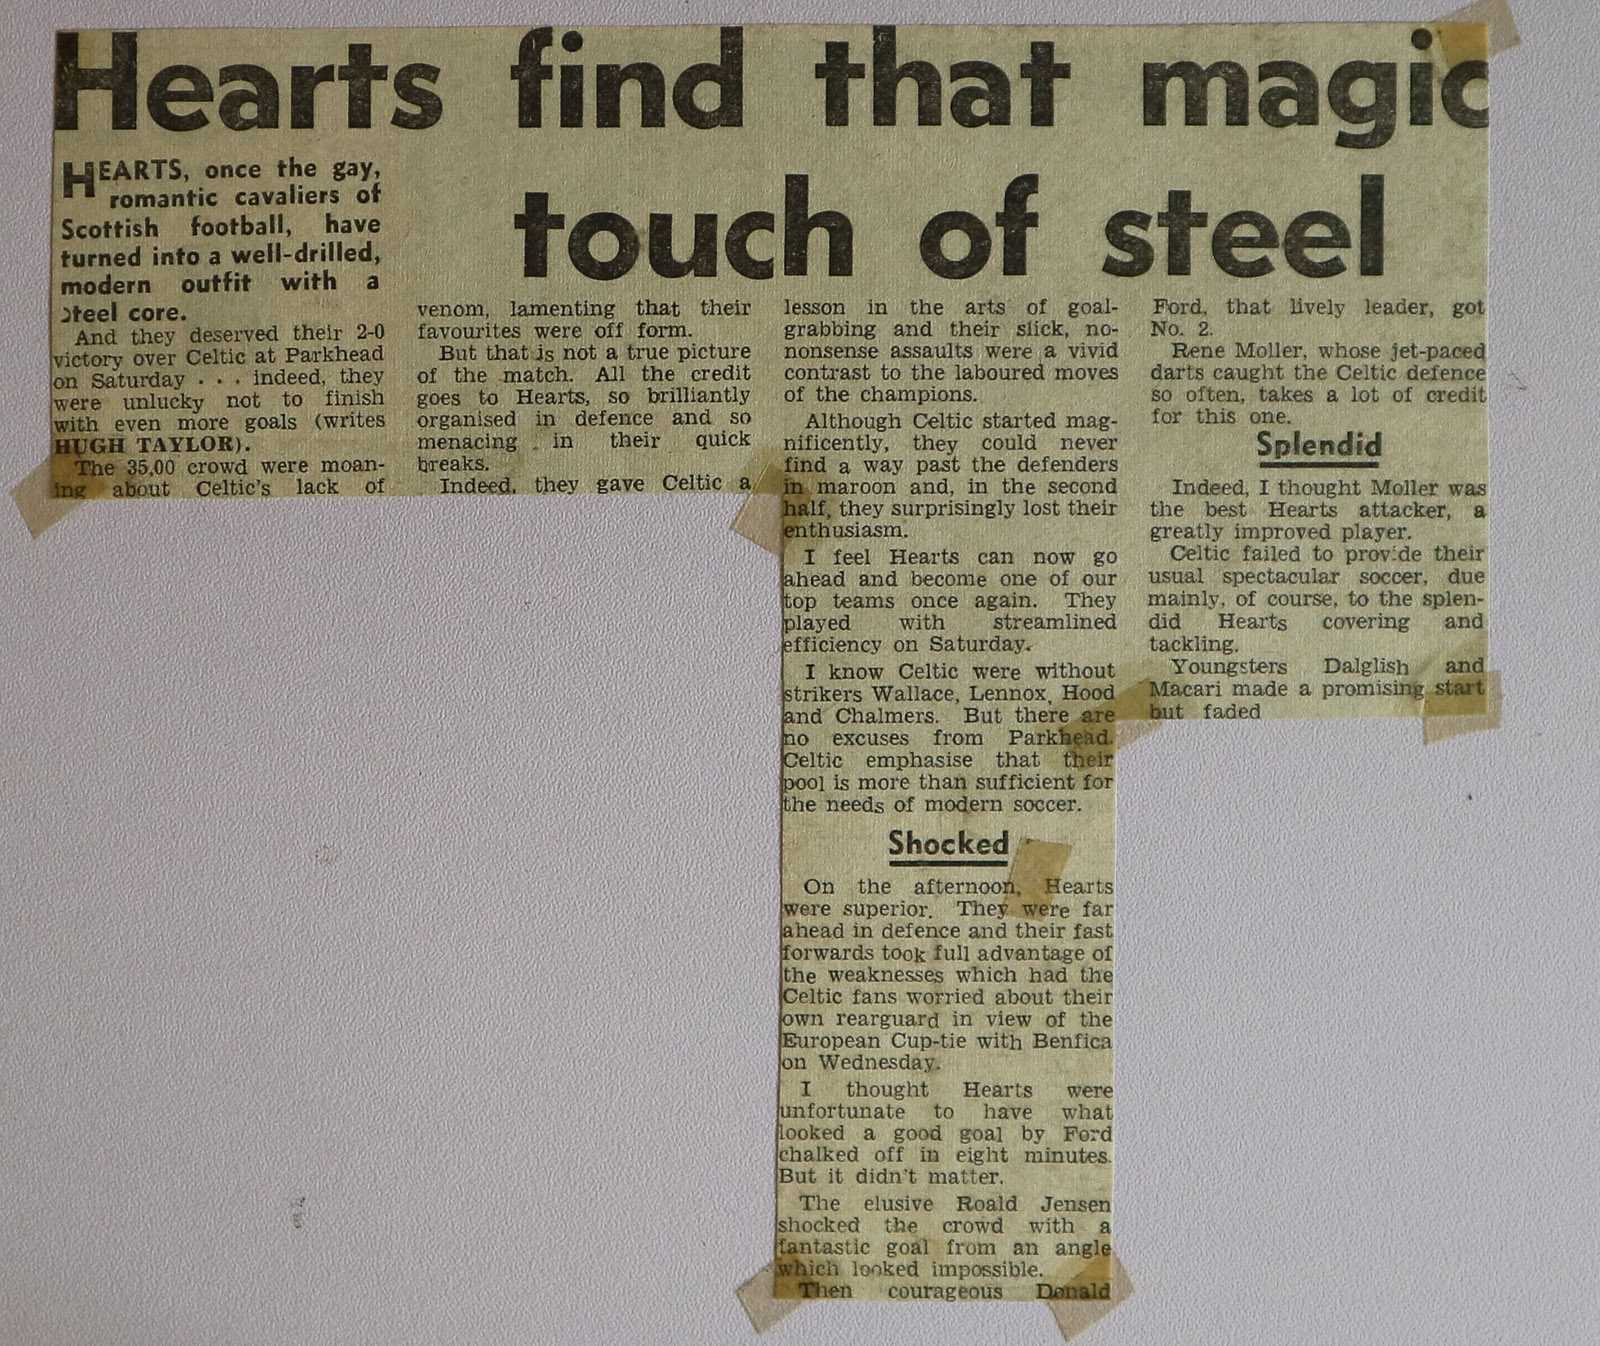 Hearts find that magic
touch of steel
HEARTS, once the gay,
romantic cavaliers of
Scottish football, have
turned into a well-drilled,
modern outfit with a
steel core.
And they deserved their 2-0
victory over Celtic at Parkhead
on Saturday . . . indeed, they
were unlucky not to finish
with even more goals (writes
HUGH TAYLOR).
The 35,00 crowd were moan-
ing about Celtic's lack of
venom, lamenting that their
favourites were off form.
But that is not a true picture
of the match. All the credit
goes to Hearts, so brilliantly
organised in defence and so
menacing in their quick
breaks.
Indeed, they gave Celtic a
lesson in the arts of goal-
grabbing and their slick, no-
nonsense assaults were a vivid
contrast to the laboured moves
of the champions.
Although Celtic started mag-
nificently, they could never
find a way past the defenders
in maroon and, in the second
half, they surprisingly lost their
enthusiasm.
I feel Hearts can now go
ahead and become one of our
top teams once again. They
played with streamlined
efficiency on Saturday.
I know Celtic were without
strikers Wallace, Lennox, Hood
and Chalmers. But there are
no excuses from Parkhead.
Celtic emphasise that their
pool is more than sufficient for
the needs of modern soccer.
Shocked
On the afternoon, Hearts
were superior. They were far
ahead in defence and their fast
forwards took full advantage of
the weaknesses which had the
Celtic fans worried about their
own rearguard in view of the
European Cup-tie with Benfica
on Wednesday.
I thought Hearts were
unfortunate to have what
looked a good goal by Ford
chalked off in eight minutes.
But it didn't matter.
The elusive Roald Jensen
shocked the crowd with a
fantastic goal from an angle
which looked impossible.
Then courageous Donald
Ford, that lively leader, got
No. 2.
Rene Moller, whose jet-paced
darts caught the Celtic defence
so often, takes a lot of credit
for this one.
Splendid
Indeed, I thought Moller was
the best Hearts attacker, a
greatly improved player.
Celtic failed to provide their
usual spectacular soccer, due
mainly, of course, to the splen-
did Hearts covering and
tackling.
Youngsters Dalglish and
Macari made a promising start
but faded